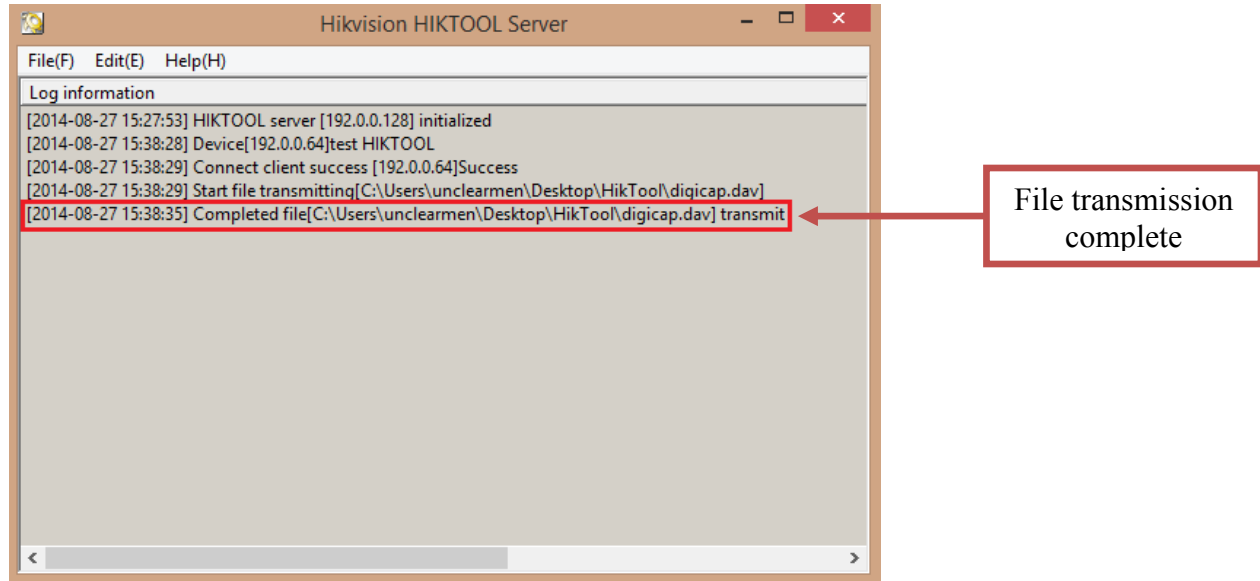 Hikvision HIKTOOL Server
File(F) Edit(E) Help(H)
Log information
[2014-08-27 15:27:53] HIKTOOL server [192.0.0.128] initialized
[2014-08-27 15:38:28] Device[192.0.0.64]test HIKTOOL
[2014-08-27 15:38:29] Connect client success [192.0.0.64]Success
[2014-08-27 15:38:29] Start file transmitting[C:\Users\unclearmen\Desktop\HikTool\digicap.dav]
[2014-08-27 15:38:35] Completed file[C:\Users\unclearmen\Desktop\HikTool\digicap.dav] transmit
File transmission
complete